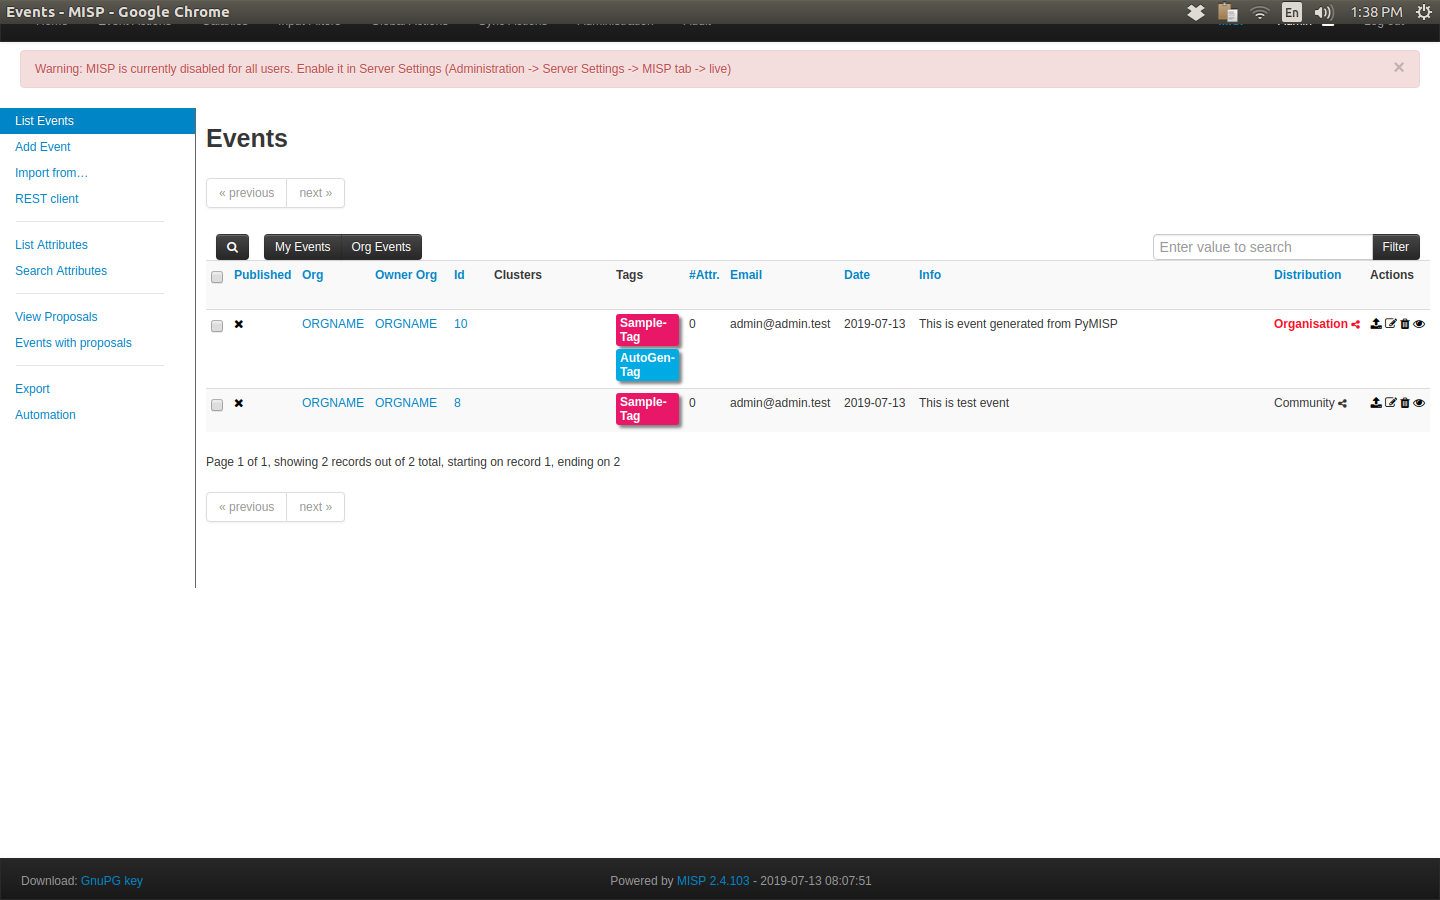 Events - MISP - Google Chrome
En
1:38 PM
Warning: MISP is currently disabled for all users. Enable it in Server Settings (Administration -> Server Settings -> MISP tab -> live)
×
List Events
Add Event
Import from…
REST client
List Attributes
Search Attributes
View Proposals
Events with proposals
Export
Automation
Events
« previous
next »
My Events
Org Events
Enter value to search
Filter
Published Org Owner Org Id Clusters Tags #Attr. Email Date Info Distribution Actions
ORGNAME ORGNAME 10 Sample- 0 admin@admin.test 2019-07-13 This is event generated from PyMISP Organisation
Tag
AutoGen-
Tag
ORGNAME ORGNAME 8 Sample- 0 admin@admin.test 2019-07-13 This is test event Community
Tag
Page 1 of 1, showing 2 records out of 2 total, starting on record 1, ending on 2
« previous
next »
Download: GnuPG key
Powered by MISP 2.4.103 - 2019-07-13 08:07:51